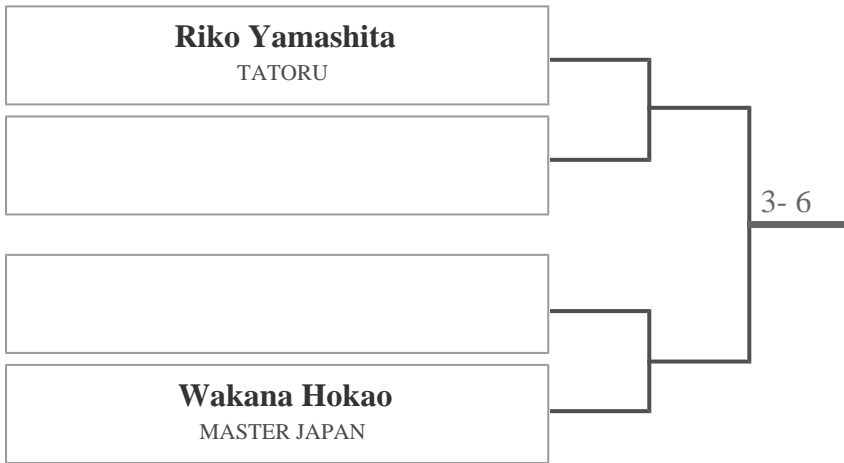 Riko Yamashita
TATORU
3- 6
Wakana Hokao
MASTER JAPAN